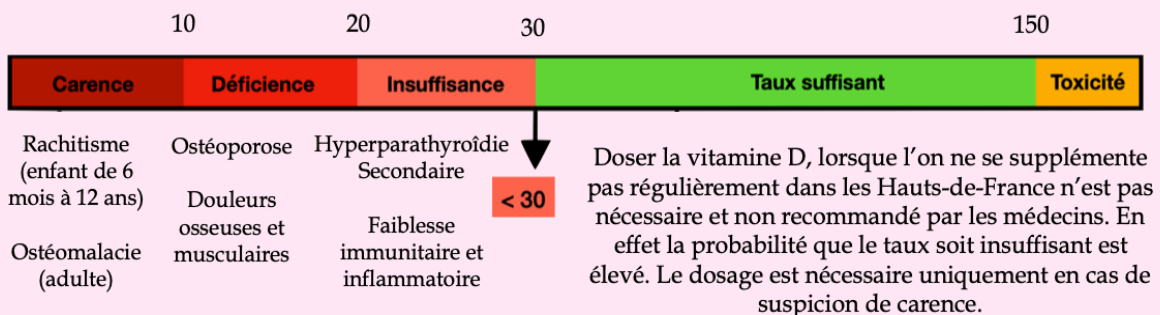 10 20 30 150
Carence Déficience Insuffisance Taux suffisant Toxicité
Rachitisme
(enfant de 6
mois à 12 ans)
Ostéomalacie
(adulte)
Ostéoporose
Douleurs
osseuses et
musculaires
Hyperparathyroîdie
Secondaire
Faiblesse
immunitaire et
inflammatoire
< 30
Doser la vitamine D, lorsque l’on ne se supplémente
pas régulièrement dans les Hauts-de-France n’est pas
nécessaire et non recommandé par les médecins. En
effet la probabilité que le taux soit insuffisant est
élevé. Le dosage est nécessaire uniquement en cas de
suspicion de carence.